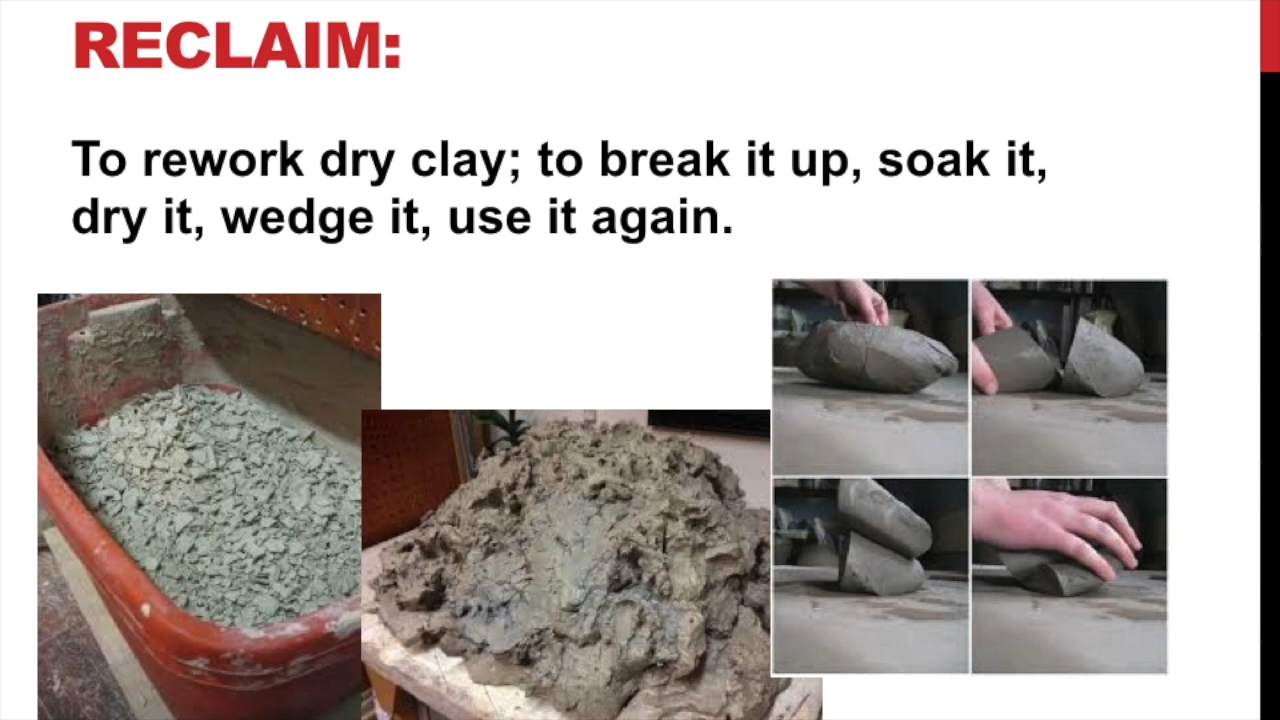 RECLAIM:
To rework dry clay; to break it up, soak it,
dry it, wedge it, use it again.